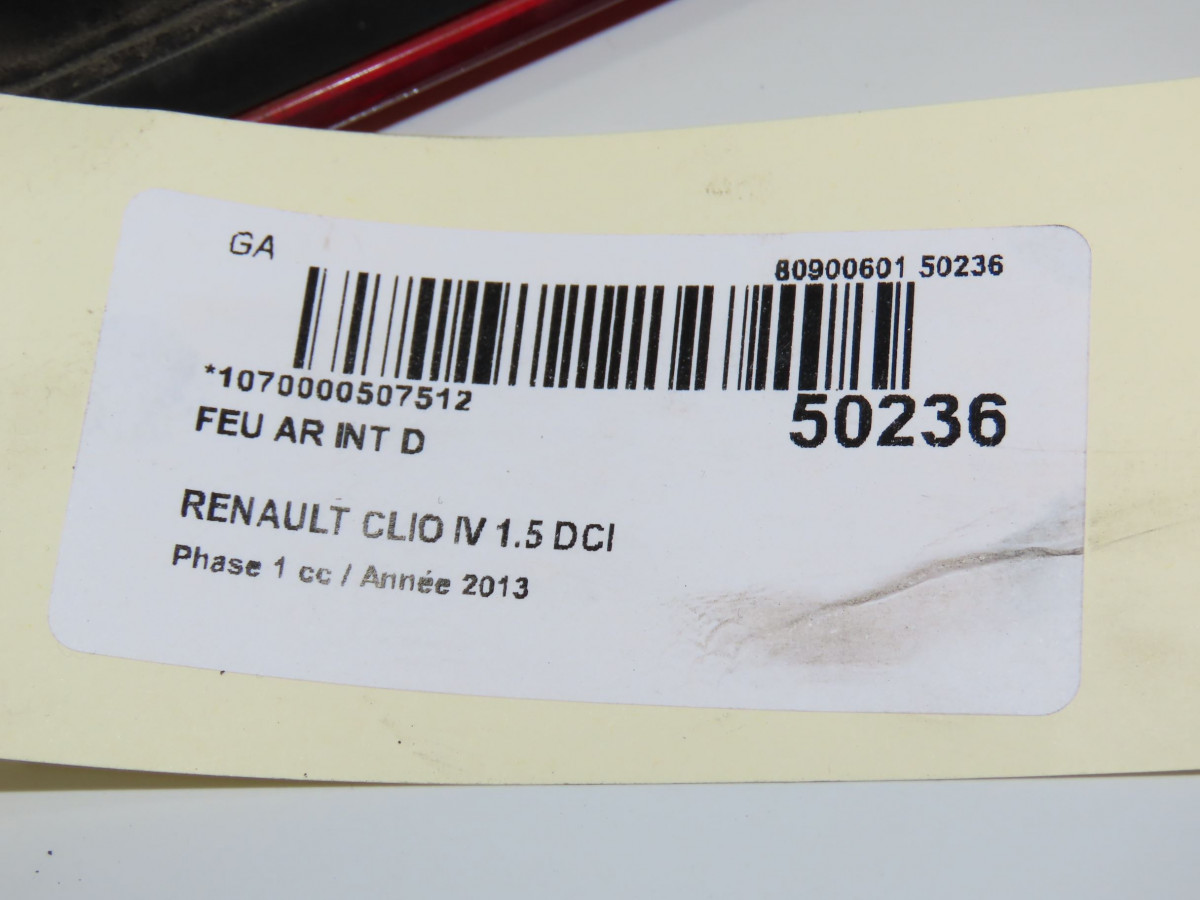 GA
80900601 50236
*1070000507512
50236
FEU AR INT D
RENAULT CLIO IV 1.5 DCI
Phase 1 cc / Année 2013